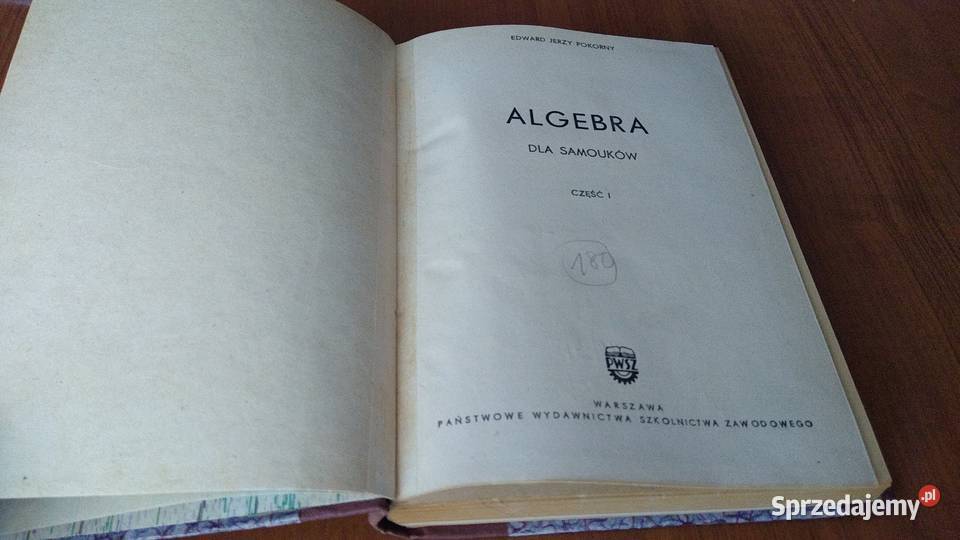 EDWARD JERZY POKORNY
ALGEBRA
DLA SAMOUKÓW
CZĘŚĆ I
180
PWSZ
WARSZAWA
PAŃSTWOWE WYDAWNICTWA SZKOLNICTWA ZAWODOWEGO
Sprzedajemy.pl